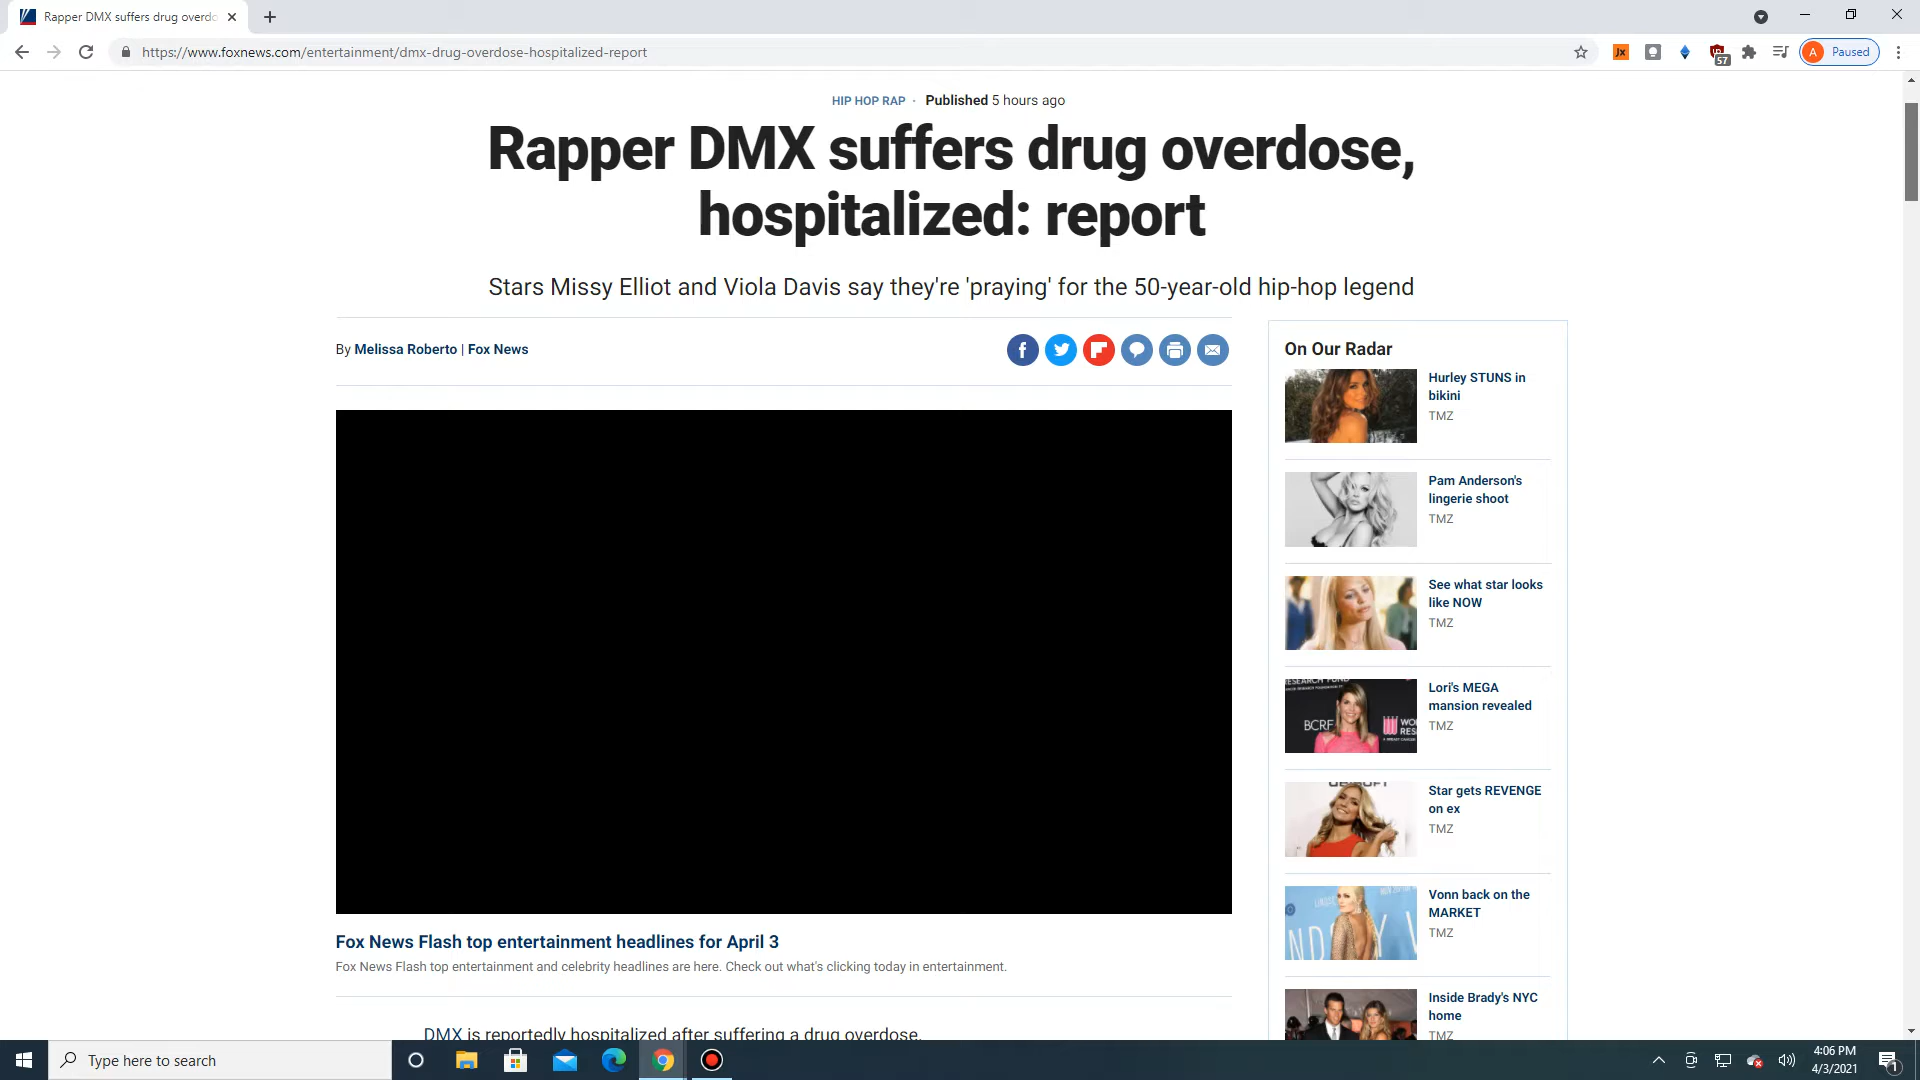 Rapper DMX suffers drug overdo
https://www.foxnews.com/entertainment/dmx-drug-overdose-hospitalized-report
Jx
57
A Paused
HIP HOP RAP · Published 5 hours ago
Rapper DMX suffers drug overdose,
hospitalized: report
Stars Missy Elliot and Viola Davis say they're 'praying' for the 50-year-old hip-hop legend
By Melissa Roberto | Fox News
On Our Radar
Hurley STUNS in
bikini
TMZ
Pam Anderson's
lingerie shoot
TMZ
See what star looks
like NOW
TMZ
BCRF
Lori's MEGA
mansion revealed
TMZ
Star gets REVENGE
on ex
TMZ
Vonn back on the
MARKET
TMZ
Inside Brady's NYC
home
TMZ
Fox News Flash top entertainment headlines for April 3
Fox News Flash top entertainment and celebrity headlines are here. Check out what's clicking today in entertainment.
DMX is reportedly hospitalized after suffering a drug overdose.
Type here to search
4:06 PM
4/3/2021
1